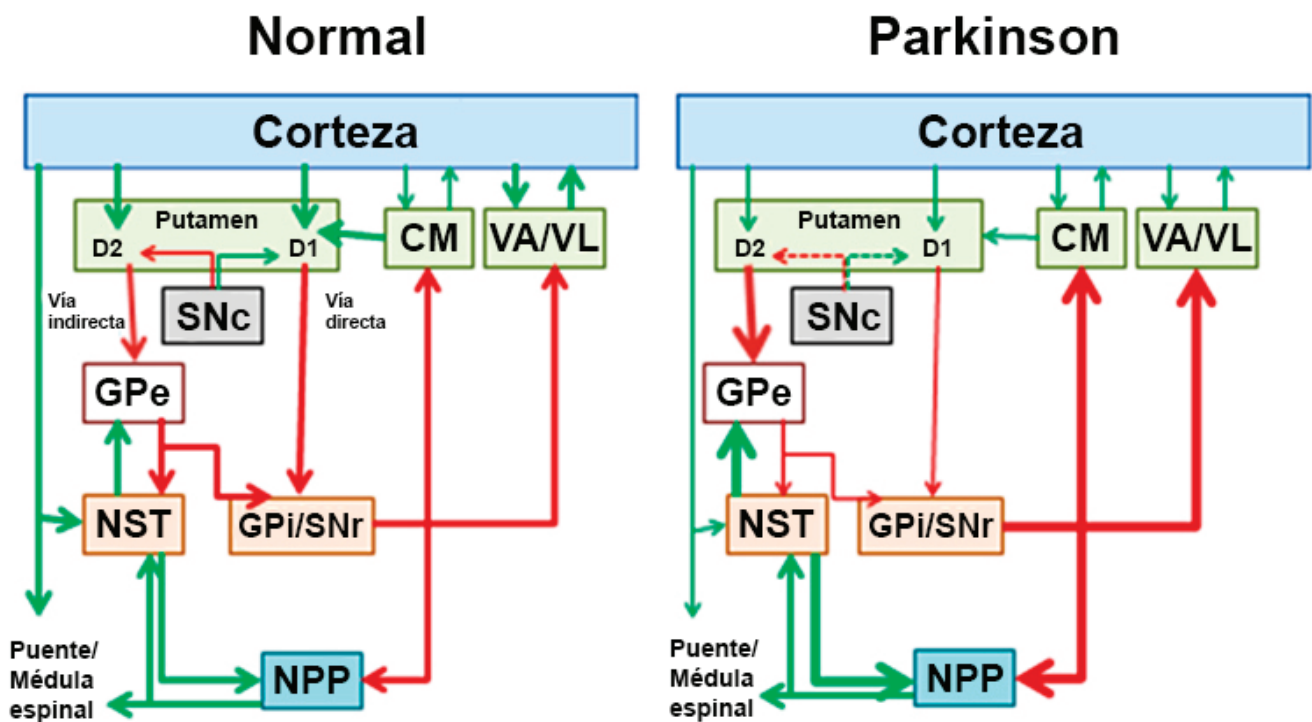 Normal
Corteza
Putamen
D2
D1
CM
VA/VL
Vía
indirecta
SNc
Vía
directa
GPe
NST
GPi/SNr
Puente/
Médula
espinal
NPP
Parkinson
Corteza
Putamen
D2
D1
CM
VA/VL
SNc
GPe
NST
GPi/SNr
Puente/
Médula
espinal
NPP